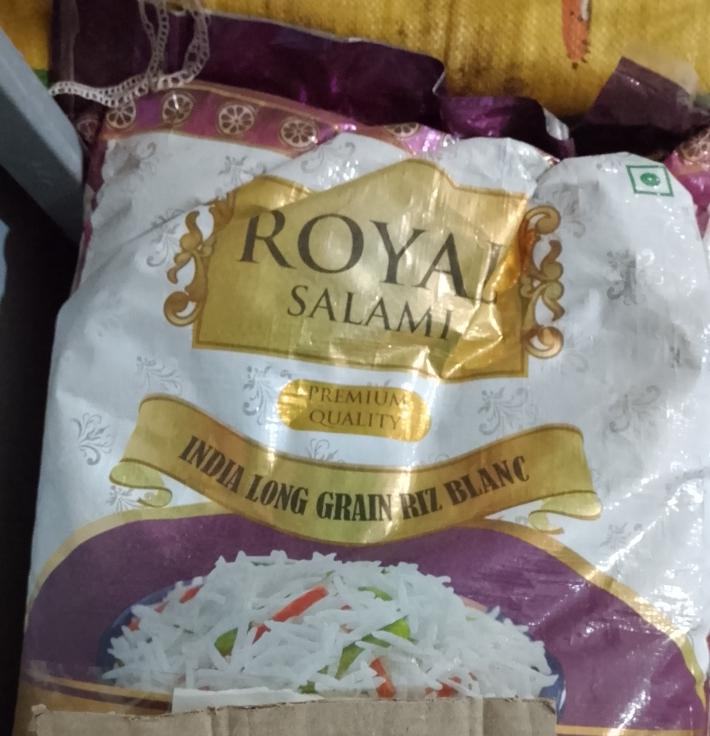 ROYAL
SALAMI
PREMIUM
QUALITY
INDIA LONG GRAIN RIZ BLANC